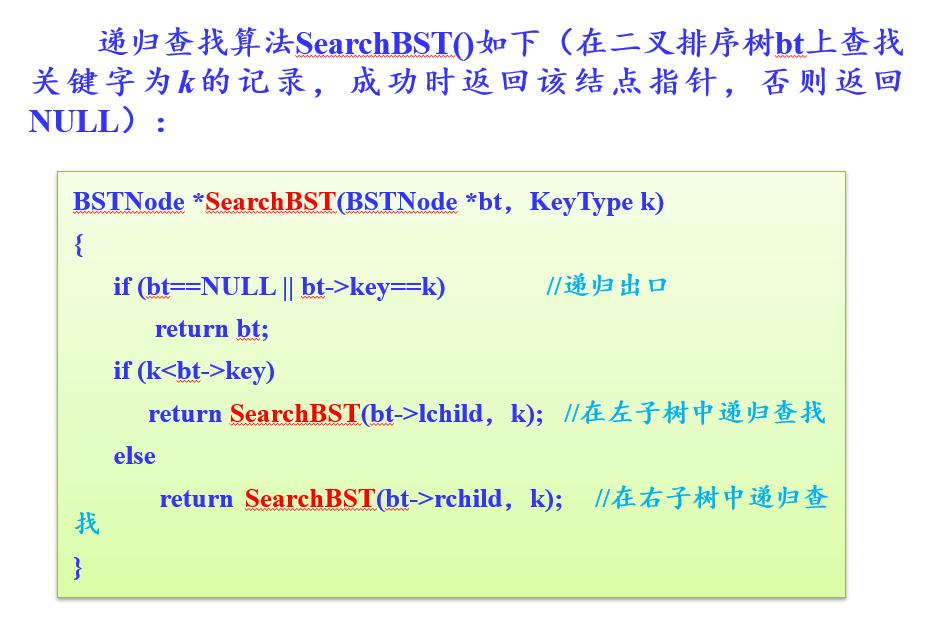 递归查找算法SearchBST()如下（在二叉排序树bt上查找
关键字为k的记录，成功时返回该结点指针，否则返回
NULL）：
BSTNode *SearchBST(BSTNode *bt，KeyType k)
{
if (bt==NULL || bt->key==k) //递归出口
return bt;
if (k<bt->key)
return SearchBST(bt->lchild，k); //在左子树中递归查找
else
return SearchBST(bt->rchild，k); //在右子树中递归查
找
}